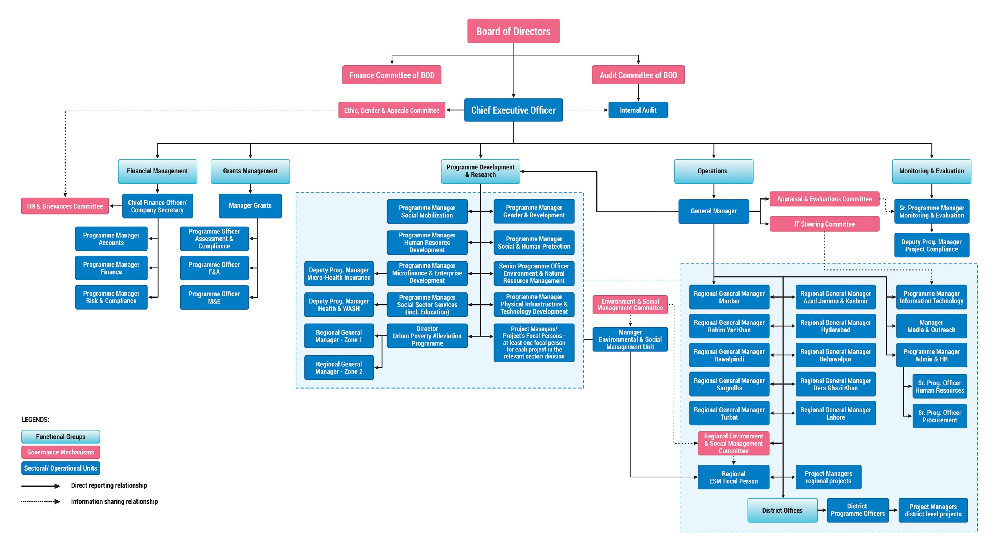 Board of Directors
Finance Committee of BOD
Audit Committee of BOD
Ethic, Gender & Appeals Committee
Chief Executive Officer
Internal Audit
Financial Management
Grants Management
Programme Development
& Research
Operations
Monitoring & Evaluation
HR & Grievances Committee
Chief Finance Officer/
Company Secretary
Manager Grants
General Manager
Appraisal & Evaluations Committee
IT Steering Committee
Sr. Programme Manager
Monitoring & Evaluation
Deputy Prog. Manager
Project Compliance
Programme Manager
Accounts
Programme Manager
Finance
Programme Manager
Risk & Compliance
Programme Officer
Assessment &
Compliance
Programme Officer
F&A
Programme Officer
M&E
Programme Manager
Social Mobilization
Programme Manager
Gender & Development
Programme Manager
Human Resource
Development
Programme Manager
Social & Human Protection
Deputy Prog. Manager
Micro-Health Insurance
Programme Manager
Microfinance & Enterprise
Development
Senior Programme Officer
Environment & Natural
Resource Management
Deputy Prog. Manager
Health & WASH
Programme Manager
Social Sector Services
(incl. Education)
Programme Manager
Physical Infrastructure &
Technology Development
Regional General
Manager - Zone 1
Director
Urban Poverty Alleviation
Programme
Project Managers/
Project's Focal Persons -
at least one focal person
for each project in the
relevant sector/ division
Regional General
Manager - Zone 2
Environment & Social
Management Committee
Manager
Environmental & Social
Management Unit
Regional General Manager
Mardan
Regional General Manager
Azad Jammu & Kashmir
Programme Manager
Information Technology
Regional General Manager
Rahim Yar Khan
Regional General Manager
Hyderabad
Manager
Media & Outreach
Regional General Manager
Rawalpindi
Regional General Manager
Bahawalpur
Programme Manager
Admin & HR
Regional General Manager
Sargodha
Regional General Manager
Dera Ghazi Khan
Sr. Prog. Officer
Human Resources
Regional General Manager
Turbat
Regional General Manager
Lahore
Sr. Prog. Officer
Procurement
Regional Environment
& Social Management
Committee
Regional
ESM Focal Person
Project Managers
regional projects
District Offices
District
Programme Officers
Project Managers
district level projects
LEGENDS:
Functional Groups
Governance Mechanisms
Sectoral/ Operational Units
Direct reporting relationship
Information sharing relationship